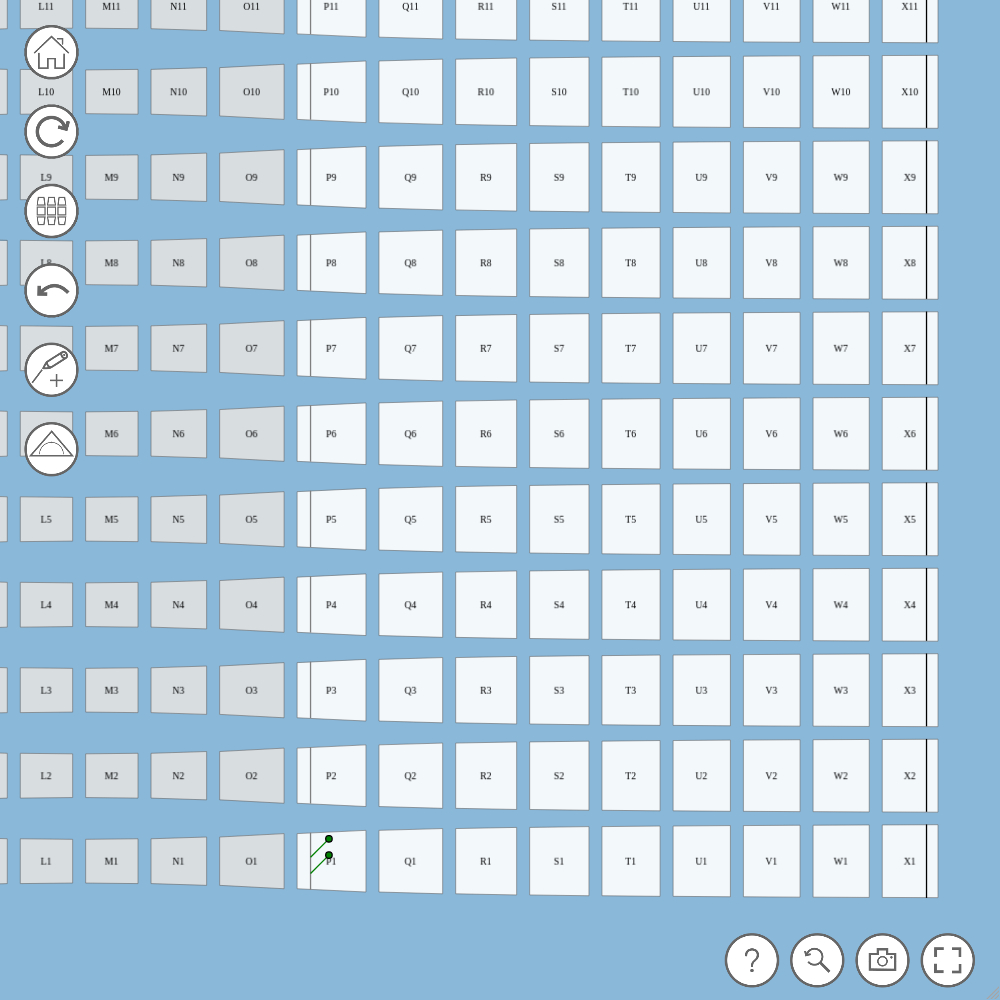 L11 M11 N11 O11 P11 Q11 R11 S11 T11 U11 V11 W11 X11
L10 M10 N10 O10 P10 Q10 R10 S10 T10 U10 V10 W10 X10
L9 M9 N9 O9 P9 Q9 R9 S9 T9 U9 V9 W9 X9
L8 M8 N8 O8 P8 Q8 R8 S8 T8 U8 V8 W8 X8
M7 N7 O7 P7 Q7 R7 S7 T7 U7 V7 W7 X7
M6 N6 O6 P6 Q6 R6 S6 T6 U6 V6 W6 X6
L5 M5 N5 O5 P5 Q5 R5 S5 T5 U5 V5 W5 X5
L4 M4 N4 O4 P4 Q4 R4 S4 T4 U4 V4 W4 X4
L3 M3 N3 O3 P3 Q3 R3 S3 T3 U3 V3 W3 X3
L2 M2 N2 O2 P2 Q2 R2 S2 T2 U2 V2 W2 X2
L1 M1 N1 O1 P1 Q1 R1 S1 T1 U1 V1 W1 X1
?